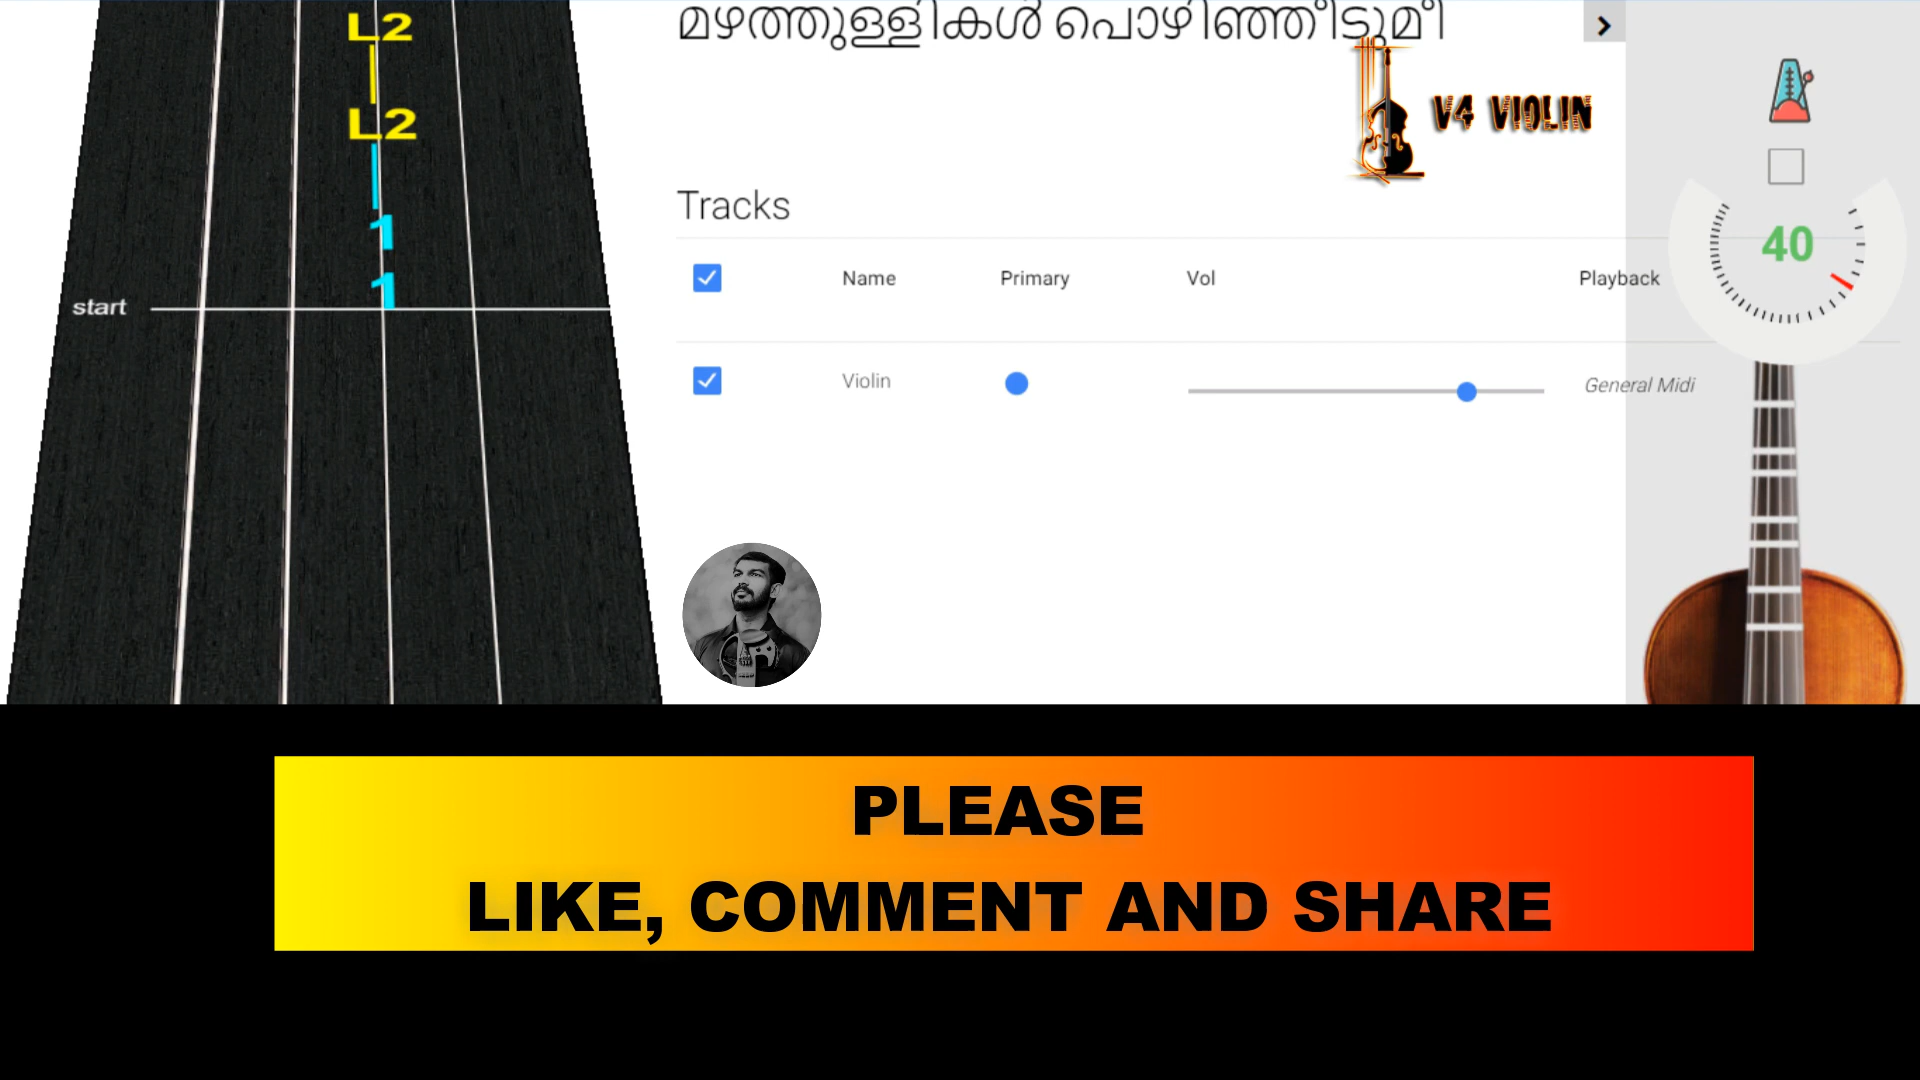 L2
L2
1
1
start
മഴത്തുള്ളികൾ പൊഴിഞ്ഞീടുമീ
V4 VIOLIN
Tracks
Name Primary Vol Playback
Violin General Midi
40
PLEASE
LIKE, COMMENT AND SHARE